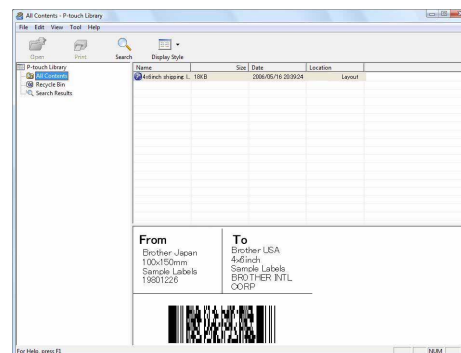 All Contents - P-touch Library
File Edit View Tool Help
Open Print Search Display Style
P-touch Library
All Contents
Recycle Bin
Search Results
Name Size Date Location
4x6inch shipping l.. 18KB 2006/05/16 20:39:24 Layout
From
Brother Japan
100x150mm
Sample Labels
19801226
To
Brother USA
4x6inch
Sample Labels
BROTHER INTL
CORP
For Help, press F1
NUM